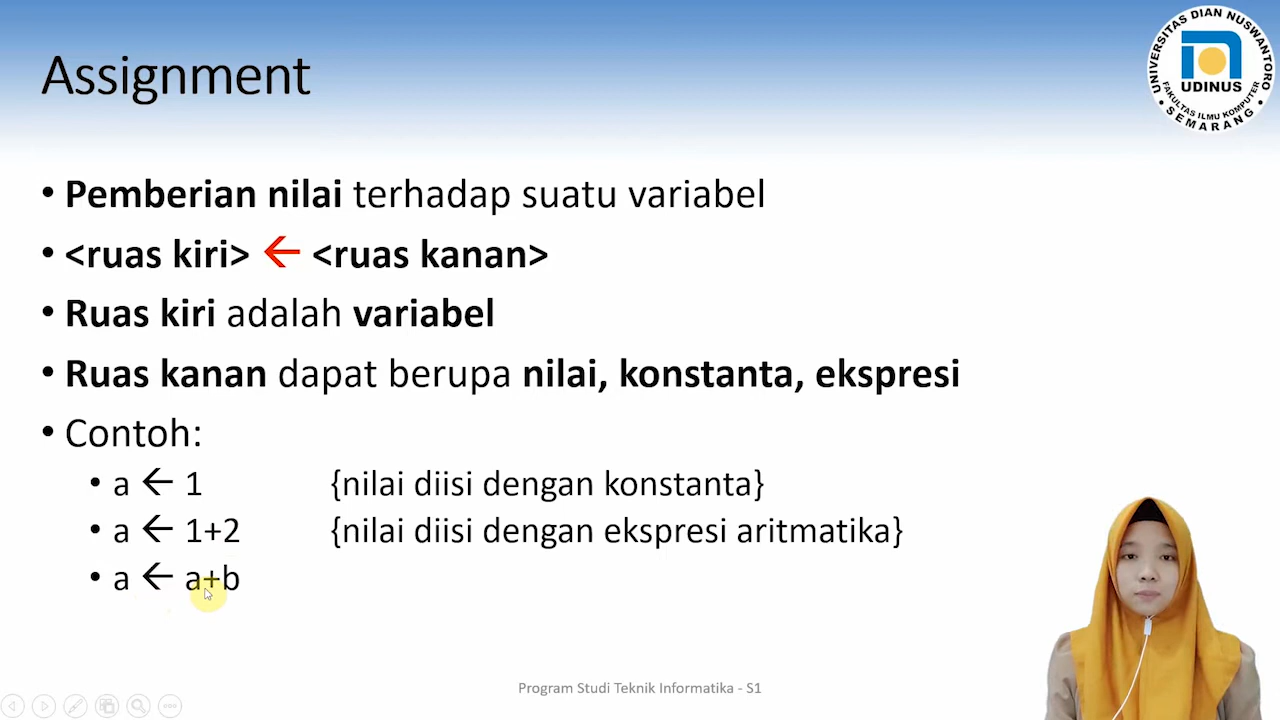 Assignment
UNIVERSITAS DIAN NUSWANTORO
UDINUS
FAKULTAS ILMU KOMPUTER
• SEMARANG •
• Pemberian nilai terhadap suatu variabel
• <ruas kiri> ← <ruas kanan>
• Ruas kiri adalah variabel
• Ruas kanan dapat berupa nilai, konstanta, ekspresi
• Contoh:
• a ← 1 {nilai diisi dengan konstanta}
• a ← 1+2 {nilai diisi dengan ekspresi aritmatika}
• a ← a+b
Program Studi Teknik Informatika - S1